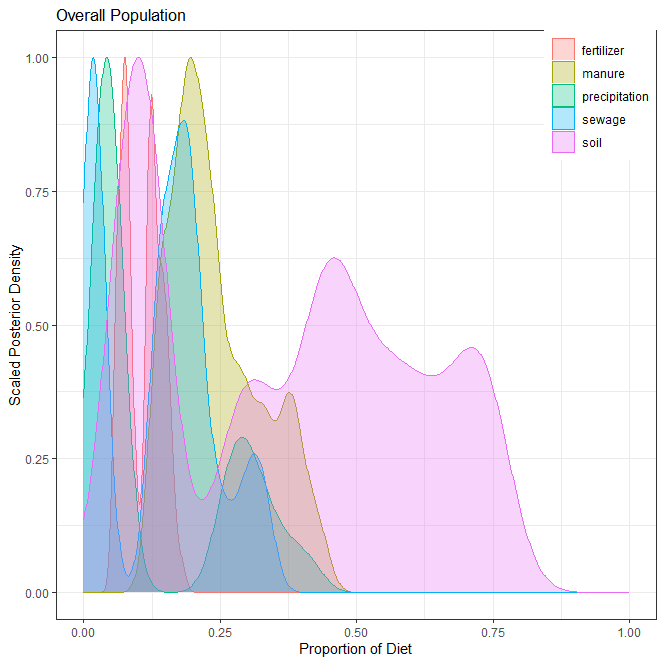 Overall Population
fertilizer
manure
precipitation
sewage
soil
1.00
0.75
0.50
0.25
0.00
Scaled Posterior Density
0.00 0.25 0.50 0.75 1.00
Proportion of Diet